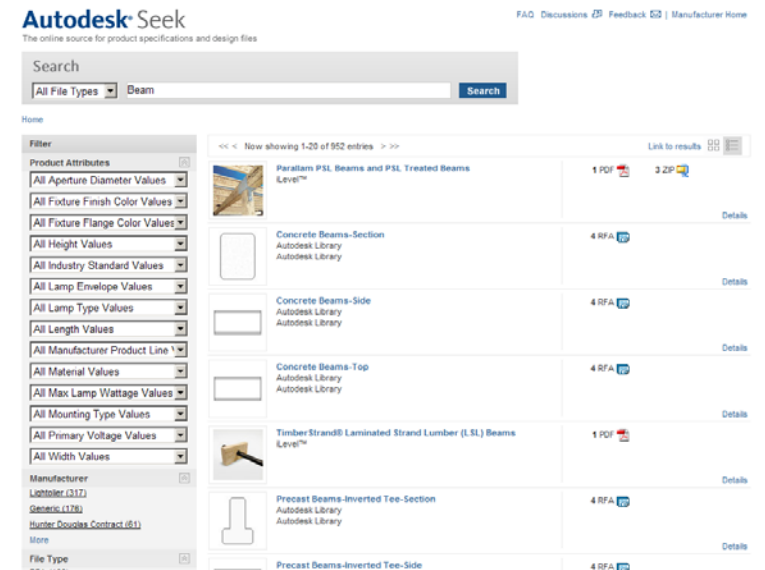 Autodesk® Seek
The online source for product specifications and design files
FAQ Discussions Feedback | Manufacturer Home
Search
All File Types Beam Search
Home
Filter
Product Attributes
All Aperture Diameter Values
All Fixture Finish Color Values
All Fixture Flange Color Values
All Height Values
All Industry Standard Values
All Lamp Envelope Values
All Lamp Type Values
All Length Values
All Manufacturer Product Line
All Material Values
All Max Lamp Wattage Values
All Mounting Type Values
All Primary Voltage Values
All Width Values
Manufacturer
Lightolier (317)
Generic (176)
Hunter Douglas Contract (61)
More
File Type
<< < Now showing 1-20 of 952 entries > >>
Link to results
Parallam PSL Beams and PSL Treated Beams
iLevel™
1 PDF 3 ZIP
Details
Concrete Beams-Section
Autodesk Library
Autodesk Library
4 RFA
Details
Concrete Beams-Side
Autodesk Library
Autodesk Library
4 RFA
Details
Concrete Beams-Top
Autodesk Library
Autodesk Library
4 RFA
Details
TimberStrand® Laminated Strand Lumber (LSL) Beams
iLevel™
1 PDF
Details
Precast Beams-Inverted Tee-Section
Autodesk Library
Autodesk Library
4 RFA
Details
Precast Beams-Inverted Tee-Side
4 RFA